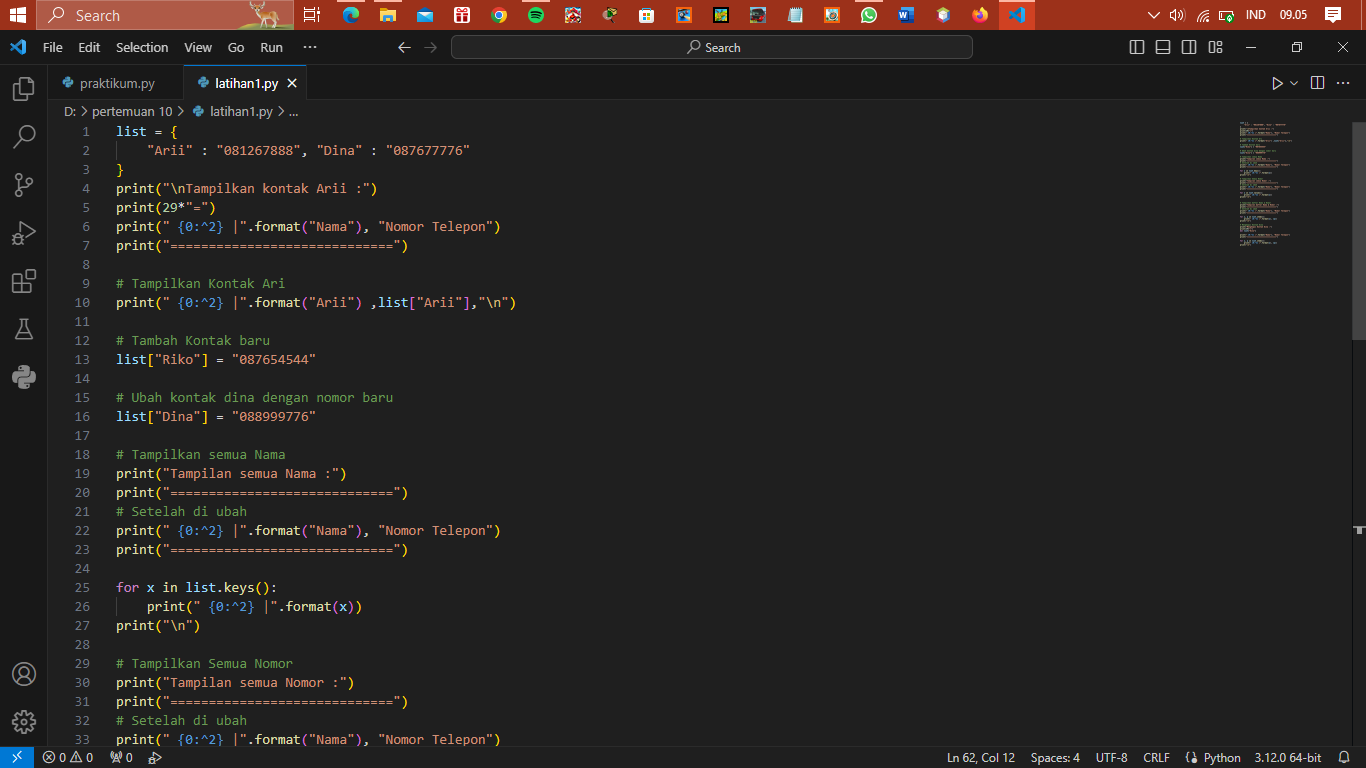 Search
IND
09.05
File Edit Selection View Go Run ···
Search
praktikum.py
latihan1.py
D: > pertemuan 10 > latihan1.py > ...
1 list = {
2     "Arii" : "081267888", "Dina" : "087677776"
3 }
4 print("\nTampilkan kontak Arii :")
5 print(29*"=")
6 print(" {0:^2} |".format("Nama"), "Nomor Telepon")
7 print("=============================")
8
9 # Tampilkan Kontak Ari
10 print(" {0:^2} |".format("Arii") ,list["Arii"],"\n")
11
12 # Tambah Kontak baru
13 list["Riko"] = "087654544"
14
15 # Ubah kontak dina dengan nomor baru
16 list["Dina"] = "088999776"
17
18 # Tampilkan semua Nama
19 print("Tampilan semua Nama :")
20 print("=============================")
21 # Setelah di ubah
22 print(" {0:^2} |".format("Nama"), "Nomor Telepon")
23 print("=============================")
24
25 for x in list.keys():
26     print(" {0:^2} |".format(x))
27 print("\n")
28
29 # Tampilkan Semua Nomor
30 print("Tampilan semua Nomor :")
31 print("=============================")
32 # Setelah di ubah
33 print(" {0:^2} |".format("Nama"), "Nomor Telepon")
0 0 0
Ln 62, Col 12 Spaces: 4 UTF-8 CRLF Python 3.12.0 64-bit